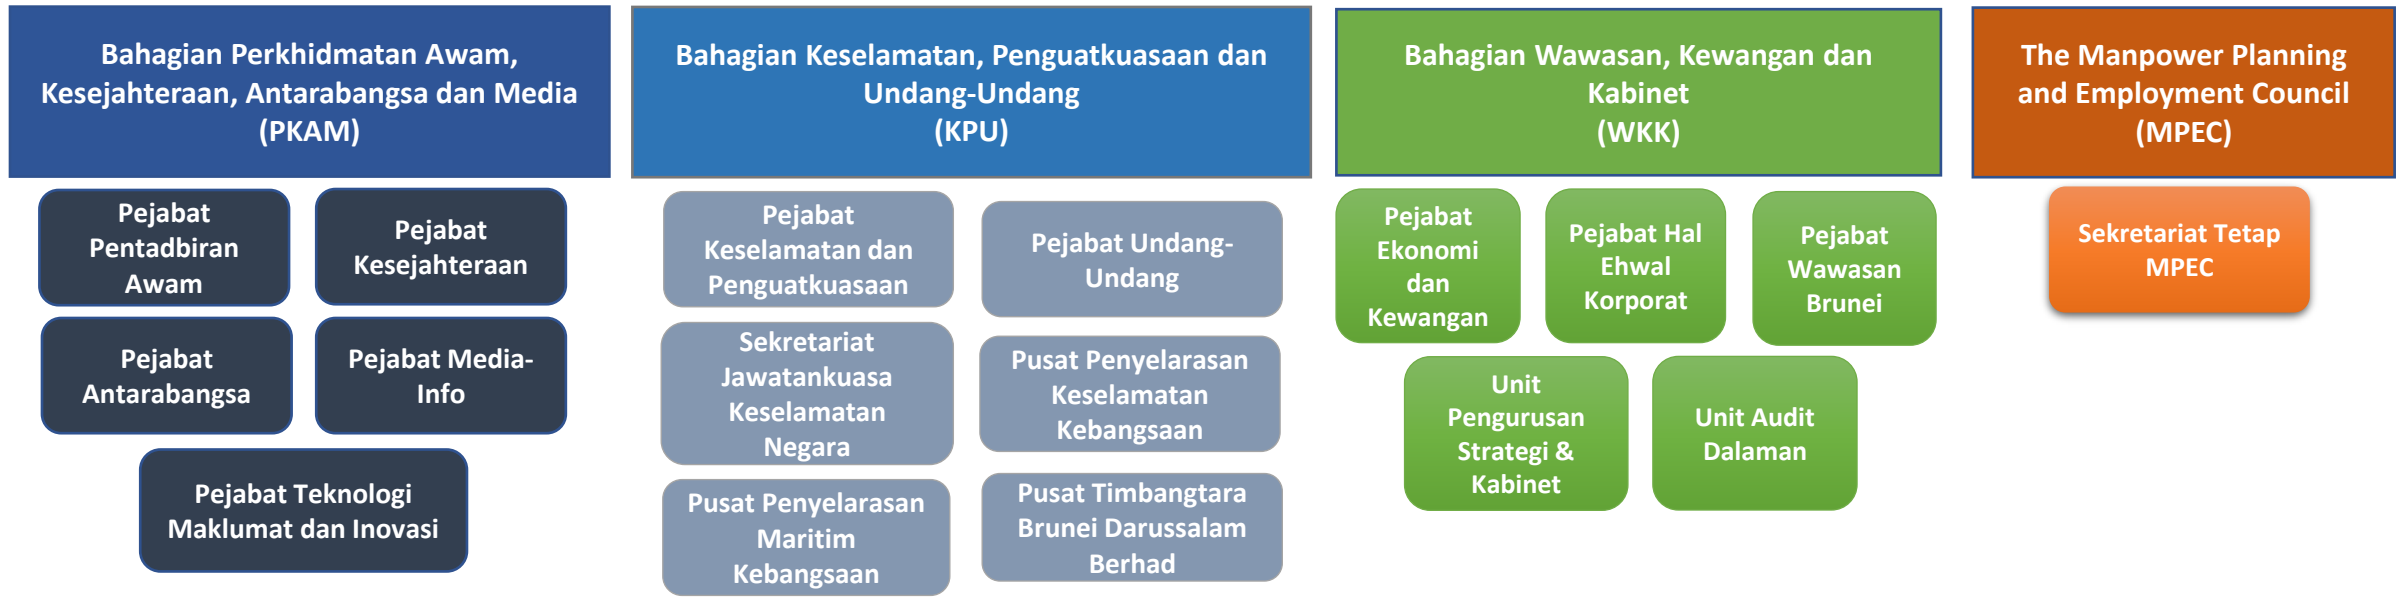 Bahagian Perkhidmatan Awam,
Kesejahteraan, Antarabangsa dan Media
(PKAM)
Pejabat
Pentadbiran
Awam
Pejabat
Kesejahteraan
Pejabat
Antarabangsa
Pejabat Media-
Info
Pejabat Teknologi
Maklumat dan Inovasi
Bahagian Keselamatan, Penguatkuasaan dan
Undang-Undang
(KPU)
Pejabat
Keselamatan dan
Penguatkuasaan
Pejabat Undang-
Undang
Sekretariat
Jawatankuasa
Keselamatan
Negara
Pusat Penyelarasan
Keselamatan
Kebangsaan
Pusat Penyelarasan
Maritim
Kebangsaan
Pusat Timbangtara
Brunei Darussalam
Berhad
Bahagian Wawasan, Kewangan dan
Kabinet
(WKK)
Pejabat
Ekonomi
dan
Kewangan
Pejabat Hal
Ehwal
Korporat
Pejabat
Wawasan
Brunei
Unit
Pengurusan
Strategi &
Kabinet
Unit Audit
Dalaman
The Manpower Planning
and Employment Council
(MPEC)
Sekretariat Tetap
MPEC